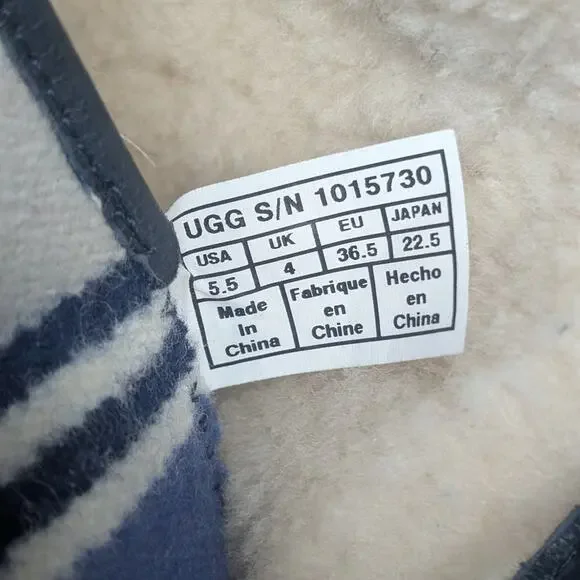 UGG S/N 1015730
USA UK EU JAPAN
5.5 4 36.5 22.5
Made Fabrique Hecho
In en en
China Chine China